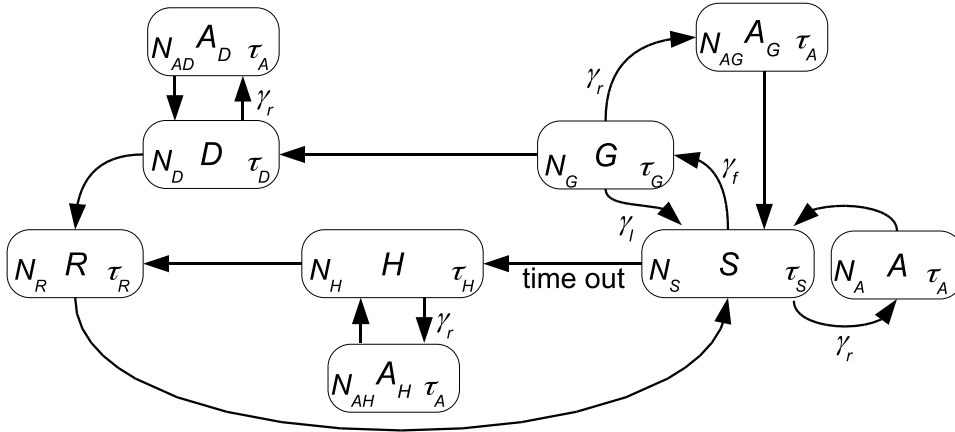 N_AD A_D τ_A
N_AG A_G τ_A
γ_r
γ_r
N_D D τ_D
N_G G τ_G
γ_f
γ_l
N_R R τ_R
N_H H τ_H
time out
N_S S τ_S
N_A A τ_A
γ_r
γ_r
N_AH A_H τ_A